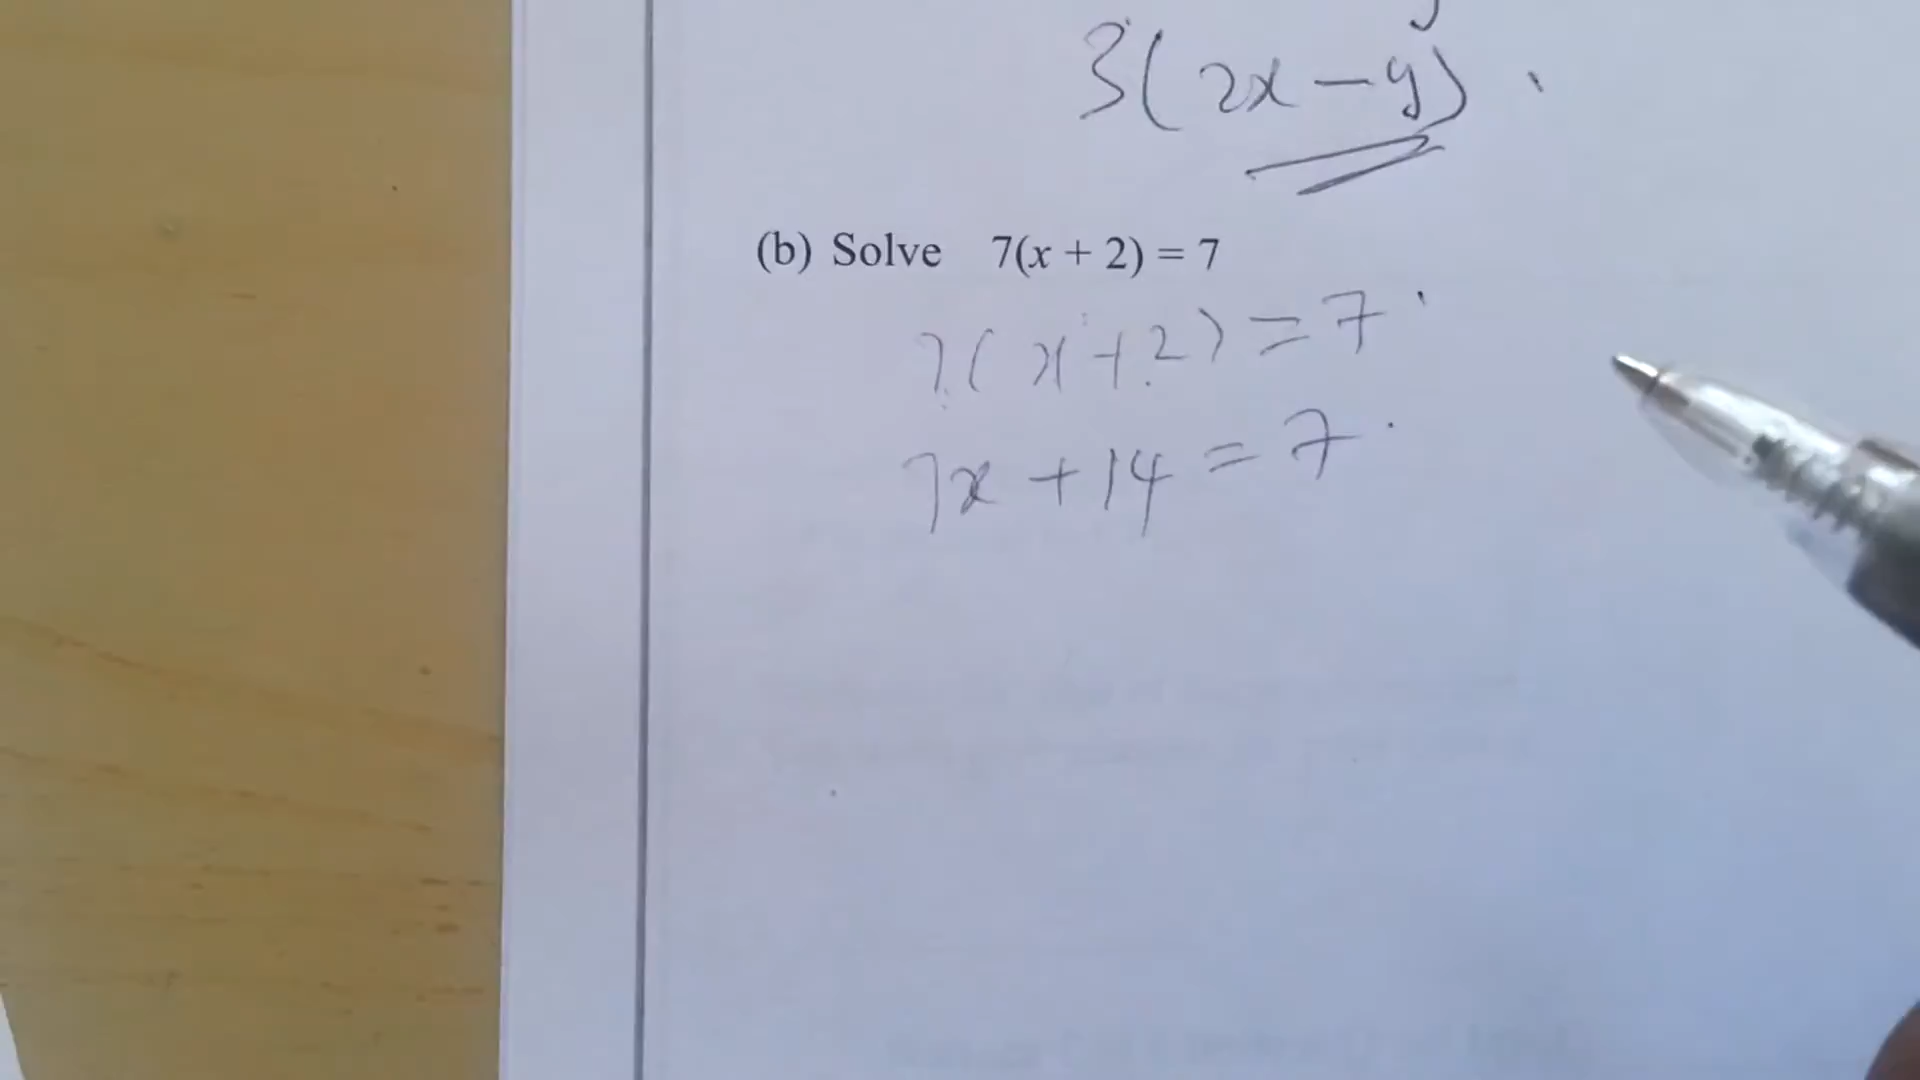 3(2x - y)
(b) Solve 7(x + 2) = 7
7(x + 2) = 7
7x + 14 = 7